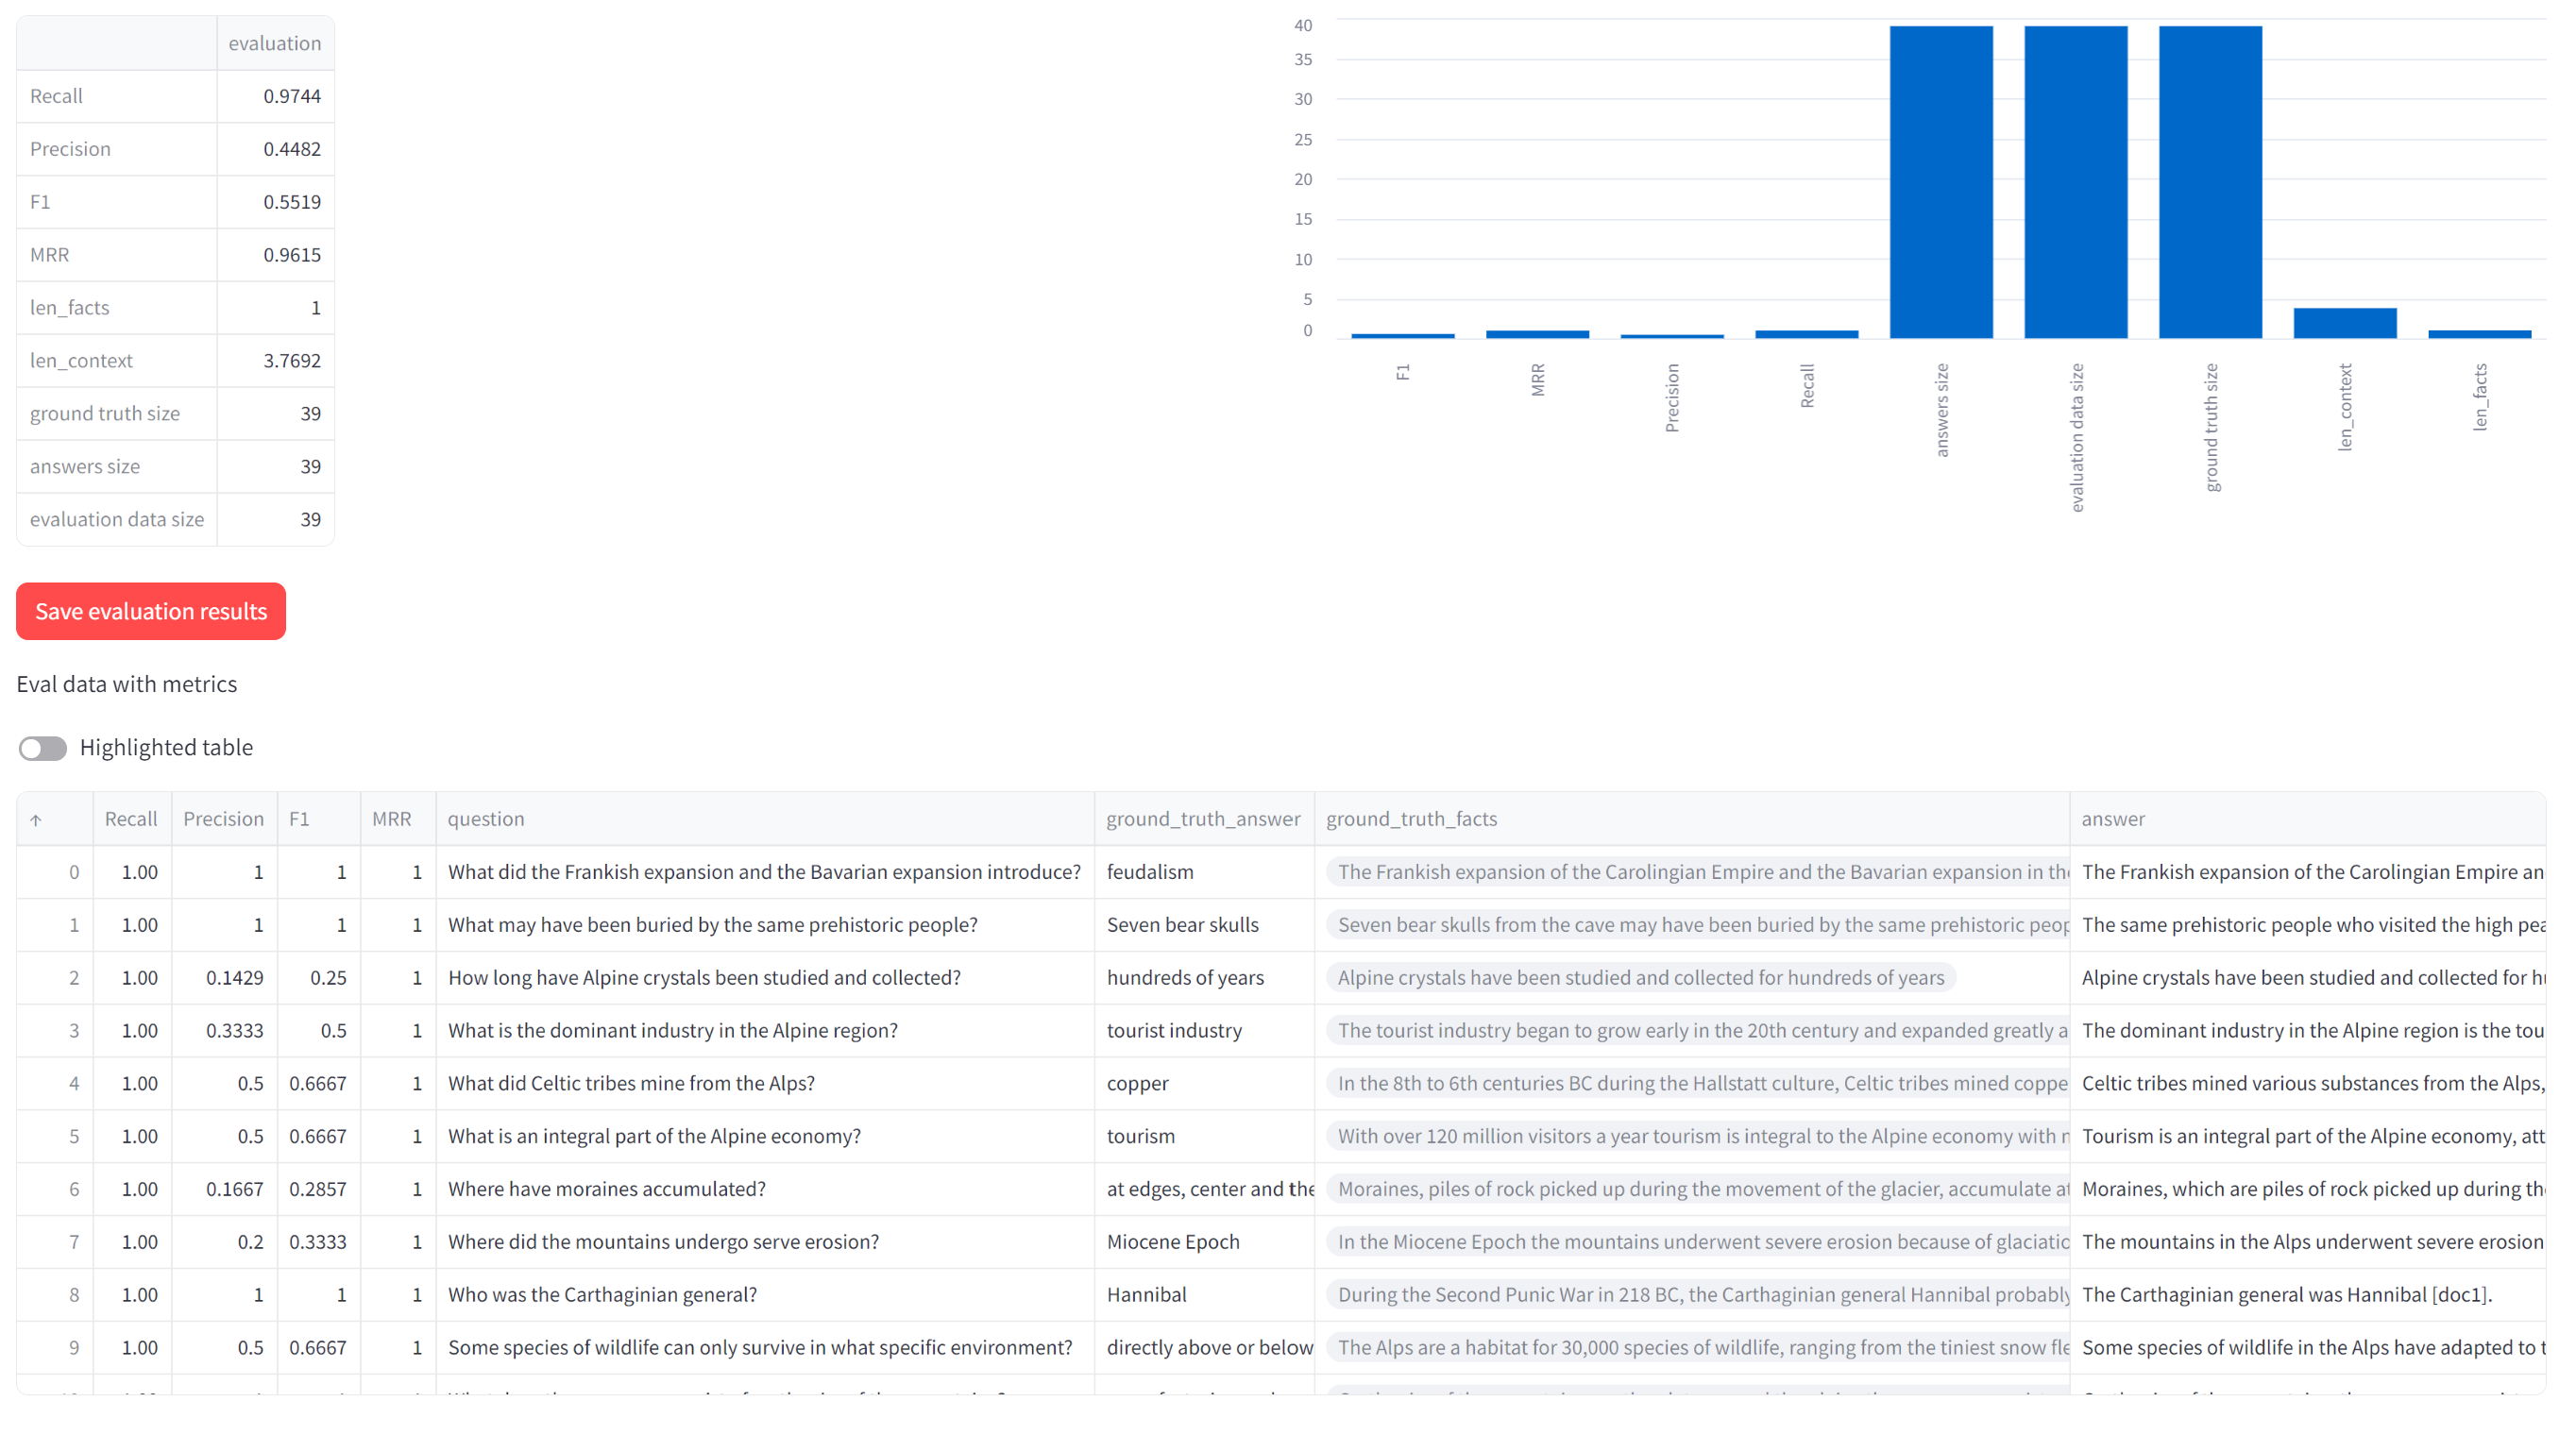 evaluation
Recall 0.9744
Precision 0.4482
F1 0.5519
MRR 0.9615
len_facts 1
len_context 3.7692
ground truth size 39
answers size 39
evaluation data size 39
40
35
30
25
20
15
10
5
0
F1
MRR
Precision
Recall
answers size
evaluation data size
ground truth size
len_context
len_facts
Save evaluation results
Eval data with metrics
Highlighted table
↑ Recall Precision F1 MRR question ground_truth_answer ground_truth_facts answer
0 1.00 1 1 1 What did the Frankish expansion and the Bavarian expansion introduce? feudalism The Frankish expansion of the Carolingian Empire and the Bavarian expansion in the The Frankish expansion of the Carolingian Empire an
1 1.00 1 1 1 What may have been buried by the same prehistoric people? Seven bear skulls Seven bear skulls from the cave may have been buried by the same prehistoric peop The same prehistoric people who visited the high pea
2 1.00 0.1429 0.25 1 How long have Alpine crystals been studied and collected? hundreds of years Alpine crystals have been studied and collected for hundreds of years Alpine crystals have been studied and collected for hu
3 1.00 0.3333 0.5 1 What is the dominant industry in the Alpine region? tourist industry The tourist industry began to grow early in the 20th century and expanded greatly a The dominant industry in the Alpine region is the tou
4 1.00 0.5 0.6667 1 What did Celtic tribes mine from the Alps? copper In the 8th to 6th centuries BC during the Hallstatt culture, Celtic tribes mined coppe Celtic tribes mined various substances from the Alps,
5 1.00 0.5 0.6667 1 What is an integral part of the Alpine economy? tourism With over 120 million visitors a year tourism is integral to the Alpine economy with Tourism is an integral part of the Alpine economy, att
6 1.00 0.1667 0.2857 1 Where have moraines accumulated? at edges, center and the Moraines, piles of rock picked up during the movement of the glacier, accumulate at Moraines, which are piles of rock picked up during th
7 1.00 0.2 0.3333 1 Where did the mountains undergo serve erosion? Miocene Epoch In the Miocene Epoch the mountains underwent severe erosion because of glaciatio The mountains in the Alps underwent severe erosion
8 1.00 1 1 1 Who was the Carthaginian general? Hannibal During the Second Punic War in 218 BC, the Carthaginian general Hannibal probably The Carthaginian general was Hannibal [doc1].
9 1.00 0.5 0.6667 1 Some species of wildlife can only survive in what specific environment? directly above or below The Alps are a habitat for 30,000 species of wildlife, ranging from the tiniest snow fle Some species of wildlife in the Alps have adapted to t